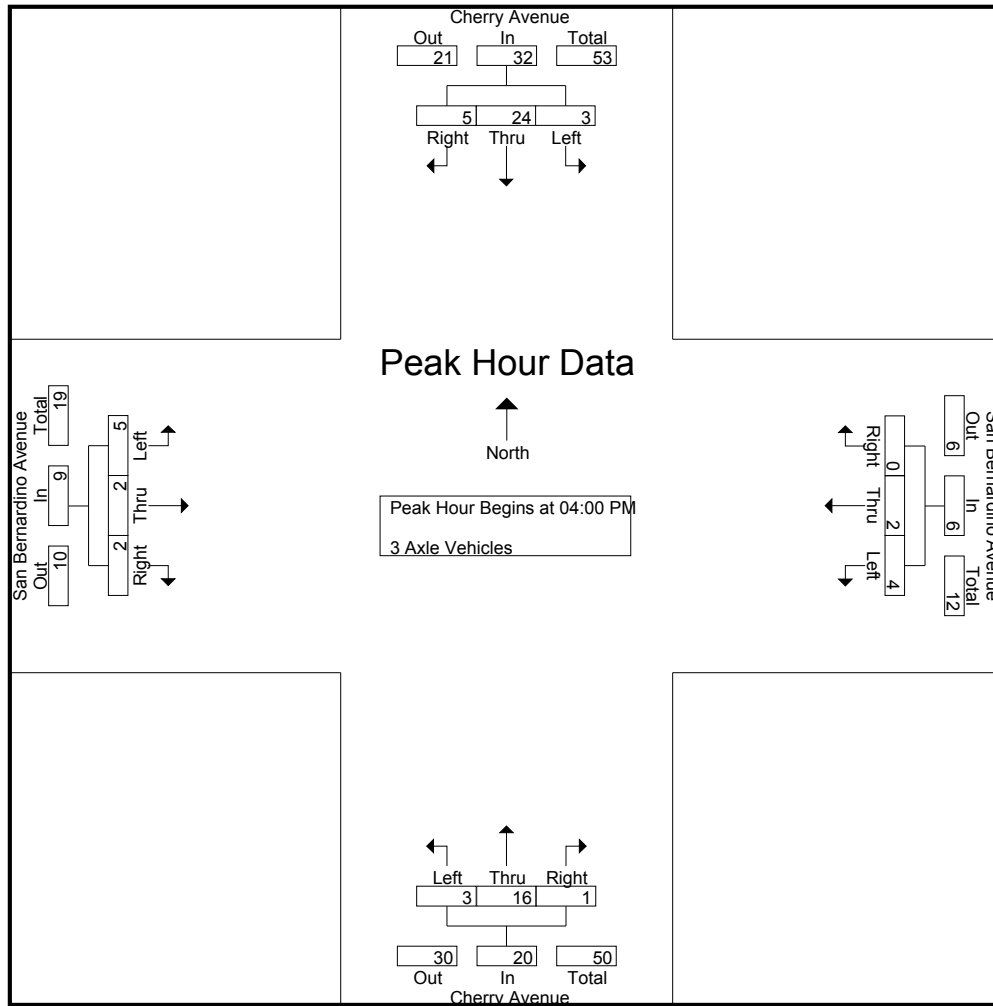 Cherry Avenue
Out In Total
21 32 53
5 24 3
Right Thru Left
Peak Hour Data
North
Peak Hour Begins at 04:00 PM
3 Axle Vehicles
San Bernardino Avenue
Total In Out
19 9 10
5 2 2
Left Thru Right
San Bernardino Avenue
Out In Total
6 6 12
0 2 4
Right Thru Left
Left Thru Right
3 16 1
30 20 50
Out In Total
Cherry Avenue